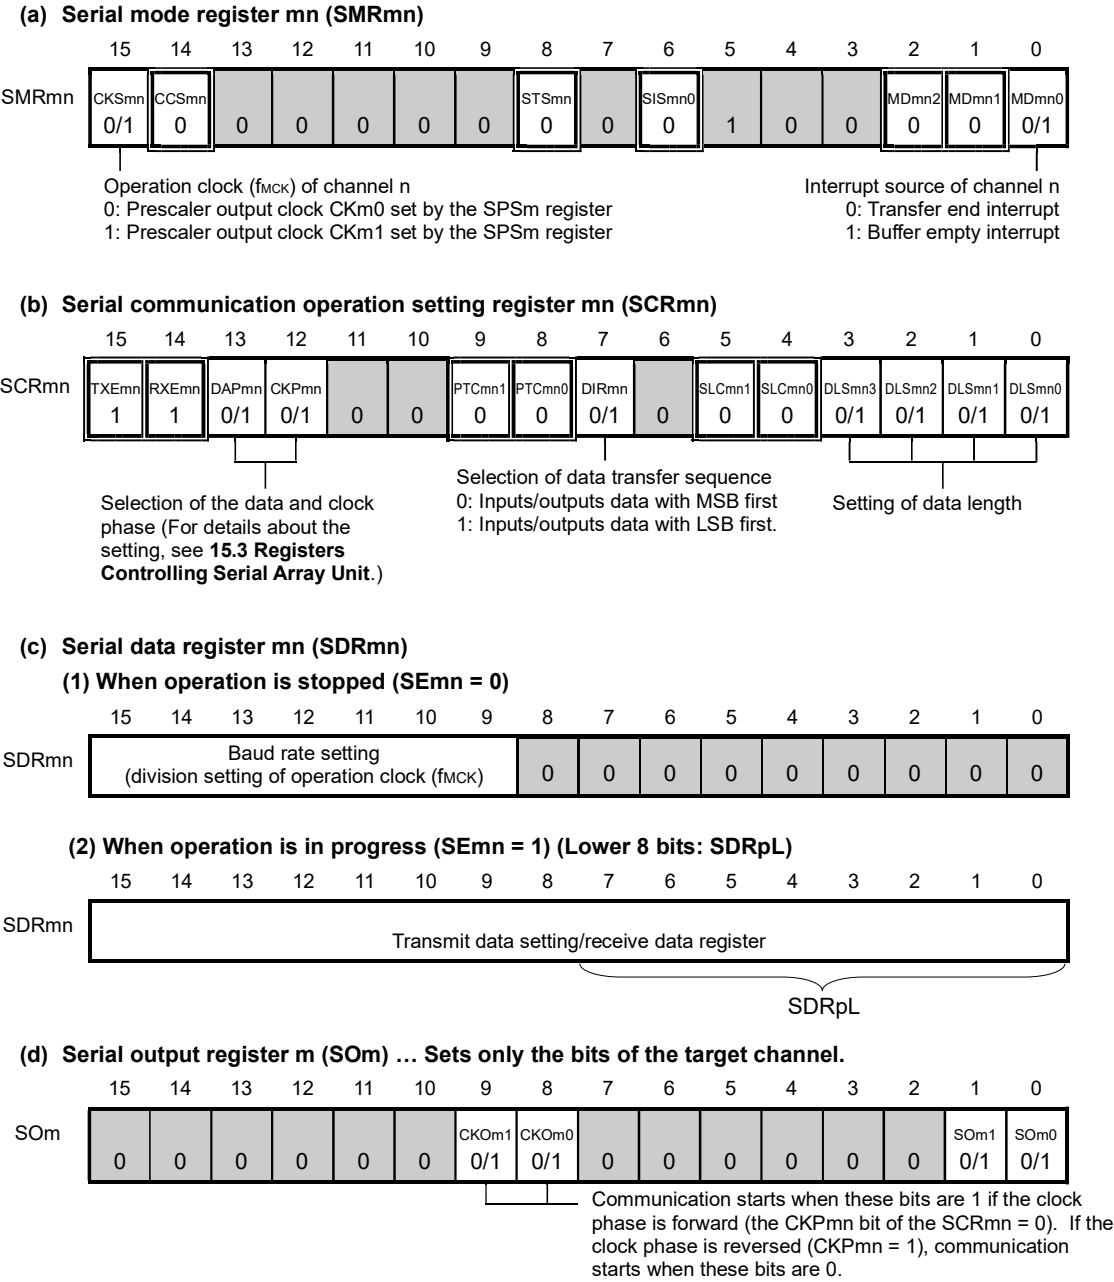 (a) Serial mode register mn (SMRmn)
15 14 13 12 11 10 9 8 7 6 5 4 3 2 1 0
SMRmn CKSmn CCSmn STSmn SISmn0 MDmn2 MDmn1 MDmn0
0/1 0 0 0 0 0 0 0 0 0 1 0 0 0 0 0/1
Operation clock (fMCK) of channel n
0: Prescaler output clock CKm0 set by the SPSm register
1: Prescaler output clock CKm1 set by the SPSm register
Interrupt source of channel n
0: Transfer end interrupt
1: Buffer empty interrupt
(b) Serial communication operation setting register mn (SCRmn)
15 14 13 12 11 10 9 8 7 6 5 4 3 2 1 0
SCRmn TXEmn RXEmn DAPmn CKPmn PTCmn1 PTCmn0 DIRmn SLCmn1 SLCmn0 DLSmn3 DLSmn2 DLSmn1 DLSmn0
1 1 0/1 0/1 0 0 0 0 0/1 0 0 0 0/1 0/1 0/1 0/1
Selection of the data and clock
phase (For details about the
setting, see 15.3 Registers
Controlling Serial Array Unit.)
Selection of data transfer sequence
0: Inputs/outputs data with MSB first
1: Inputs/outputs data with LSB first.
Setting of data length
(c) Serial data register mn (SDRmn)
(1) When operation is stopped (SEmn = 0)
15 14 13 12 11 10 9 8 7 6 5 4 3 2 1 0
SDRmn Baud rate setting
(division setting of operation clock (fMCK) 0 0 0 0 0 0 0 0 0
(2) When operation is in progress (SEmn = 1) (Lower 8 bits: SDRpL)
15 14 13 12 11 10 9 8 7 6 5 4 3 2 1 0
SDRmn
Transmit data setting/receive data register
SDRpL
(d) Serial output register m (SOm) … Sets only the bits of the target channel.
15 14 13 12 11 10 9 8 7 6 5 4 3 2 1 0
SOm CKOm1 CKOm0 SOm1 SOm0
0 0 0 0 0 0 0/1 0/1 0 0 0 0 0 0 0/1 0/1
Communication starts when these bits are 1 if the clock
phase is forward (the CKPmn bit of the SCRmn = 0). If the
clock phase is reversed (CKPmn = 1), communication
starts when these bits are 0.